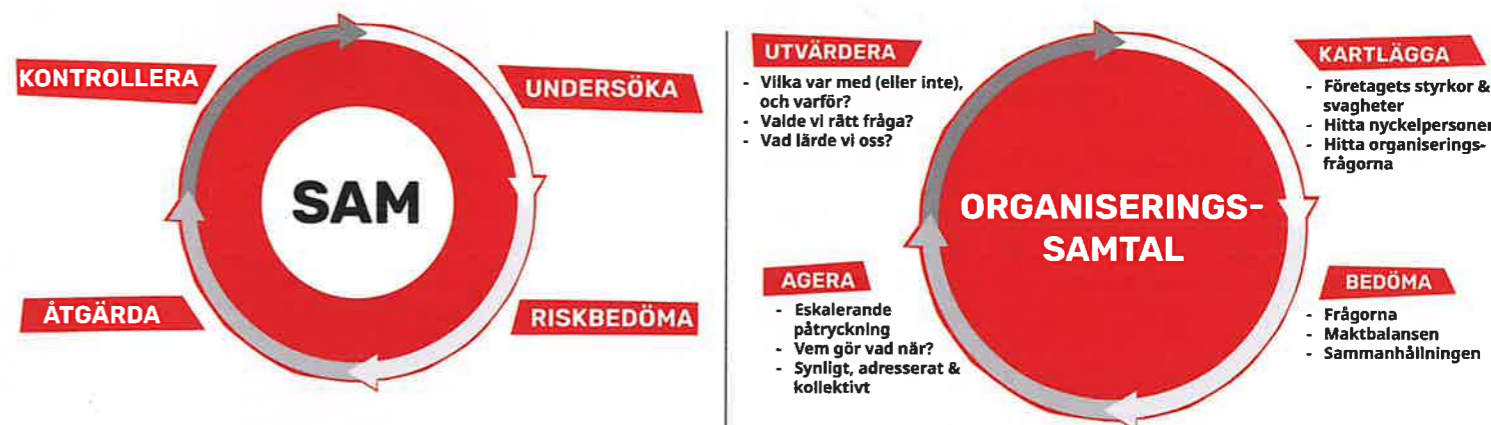 KONTROLLERA
UNDERSÖKA
SAM
ÅTGÄRDA
RISKBEDÖMA
UTVÄRDERA
- Vilka var med (eller inte),
och varför?
- Valde vi rätt fråga?
- Vad lärde vi oss?
KARTLÄGGA
- Företagets styrkor &
svagheter
- Hitta nyckelpersoner
- Hitta organiserings-
frågorna
ORGANISERINGS-
SAMTAL
AGERA
- Eskalerande
påtryckning
- Vem gör vad när?
- Synligt, adresserat &
kollektivt
BEDÖMA
- Frågorna
- Maktbalansen
- Sammanhållningen